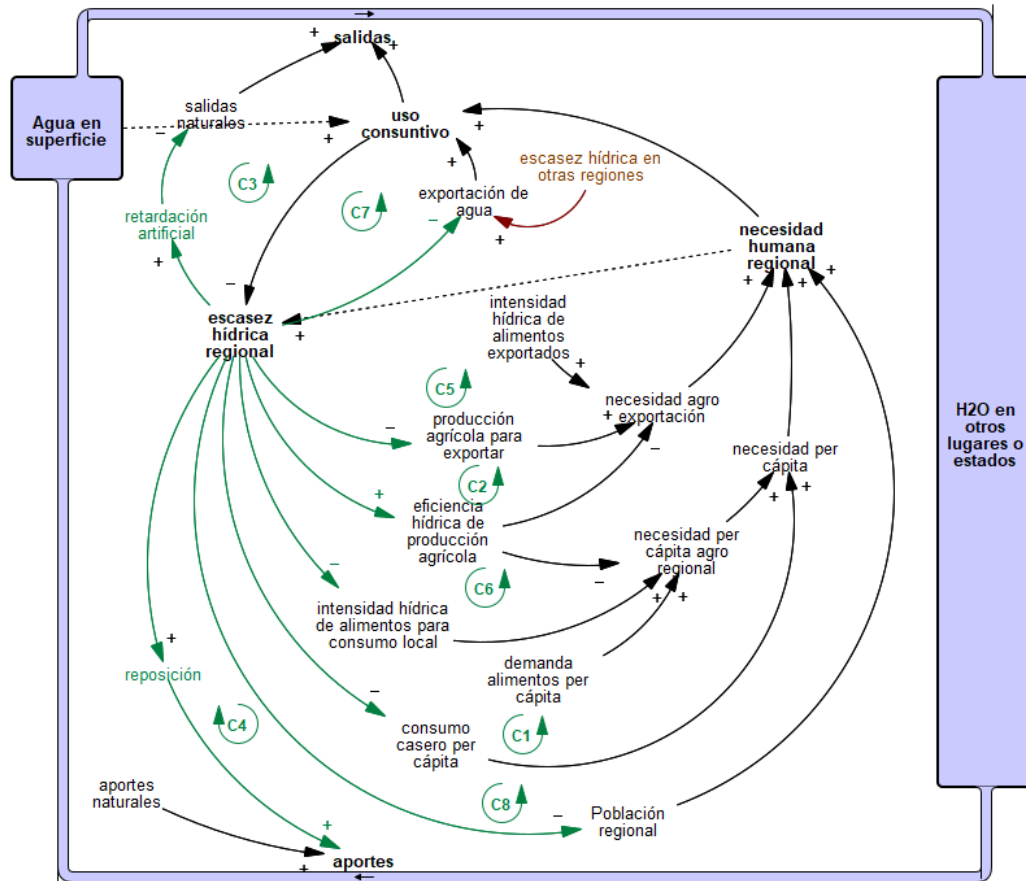 salidas
+
+
Agua en
superficie
salidas
naturales
−
uso
consuntivo
+
+
+
C3
C7
escasez hídrica en
otras regiones
exportación de
agua
−
+
retardación
artificial
+
necesidad
humana
regional
+
+
+
−
escasez
hídrica
regional
+
intensidad
hídrica de
alimentos
exportados
+
C5
necesidad agro
exportación
+
−
H2O en
otros
lugares o
estados
−
producción
agrícola para
exportar
necesidad per
cápita
+
+
C2
+
eficiencia
hídrica de
producción
agrícola
necesidad per
cápita agro
regional
−
+
+
−
C6
intensidad hídrica
de alimentos para
consumo local
+
reposición
demanda
alimentos per
cápita
−
C4
consumo
casero per
cápita
C1
aportes
naturales
C8
−
Población
regional
+
+
aportes